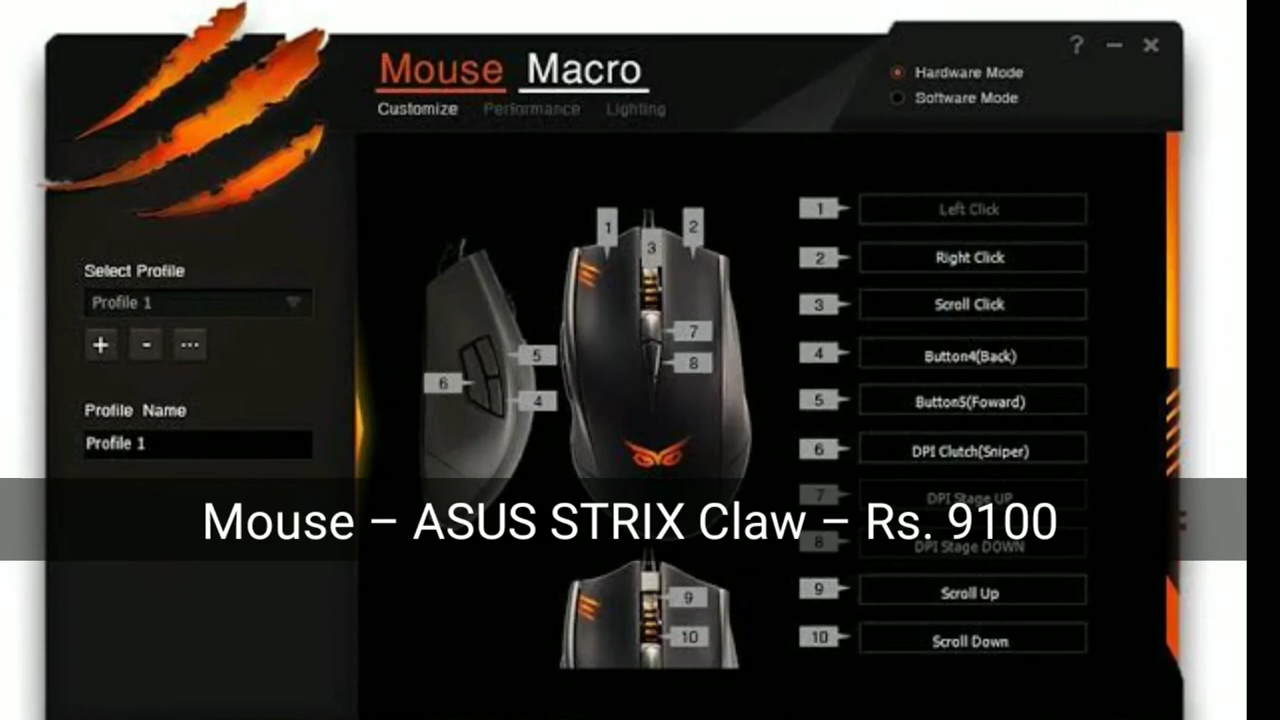 Mouse Macro
Customize Performance Lighting
? – ×
Hardware Mode
Software Mode
Select Profile
Profile 1
+ - ...
Profile Name
Profile 1
1
2
3
7
8
5
6
4
9
10
1 Left Click
2 Right Click
3 Scroll Click
4 Button4(Back)
5 Button5(Foward)
6 DPI Clutch(Sniper)
7 DPI Stage UP
Mouse – ASUS STRIX Claw – Rs. 9100
8 DPI Stage DOWN
9 Scroll Up
10 Scroll Down